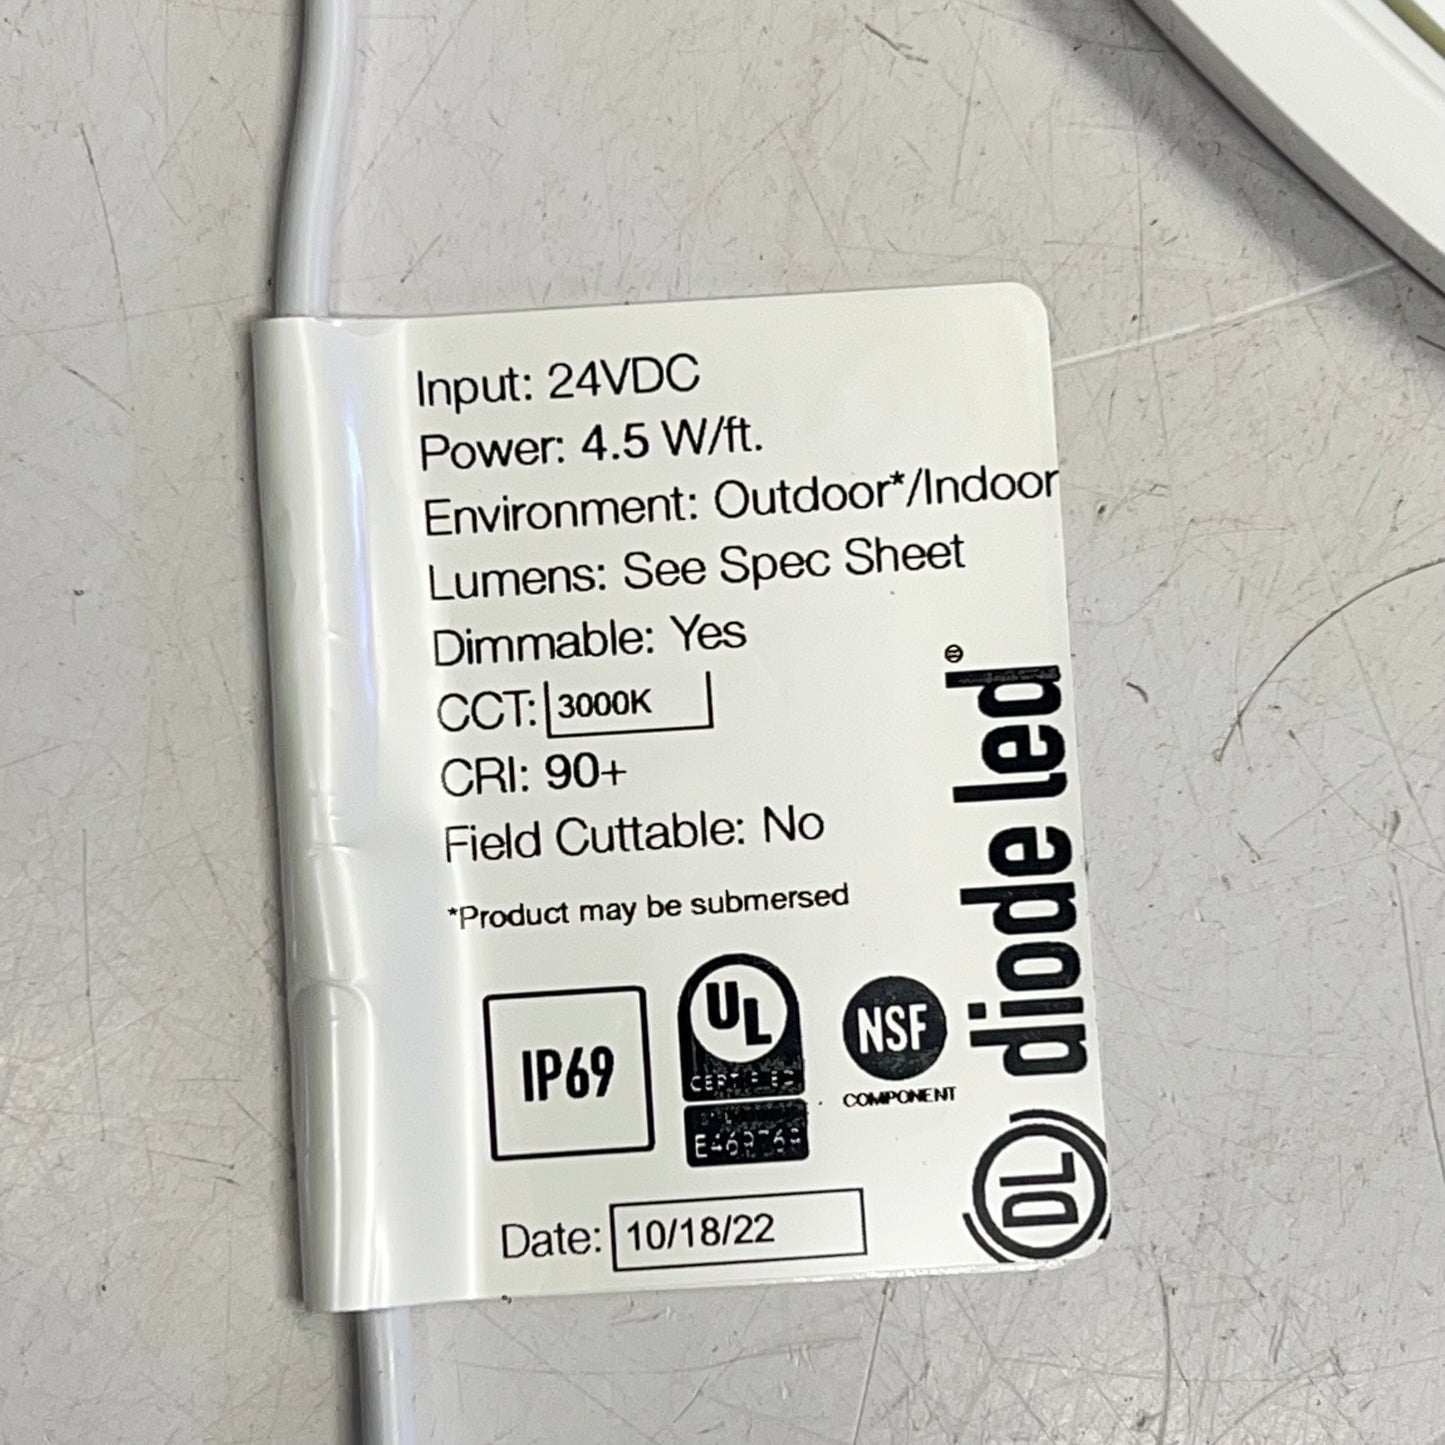 Input: 24VDC
Power: 4.5 W/ft.
Environment: Outdoor*/Indoor
Lumens: See Spec Sheet
Dimmable: Yes
CCT: 3000K
CRI: 90+
Field Cuttable: No
*Product may be submersed
IP69
UL
CERTIFIED
NSF
COMPONENT
Date: 10/18/22
diode led®
DL